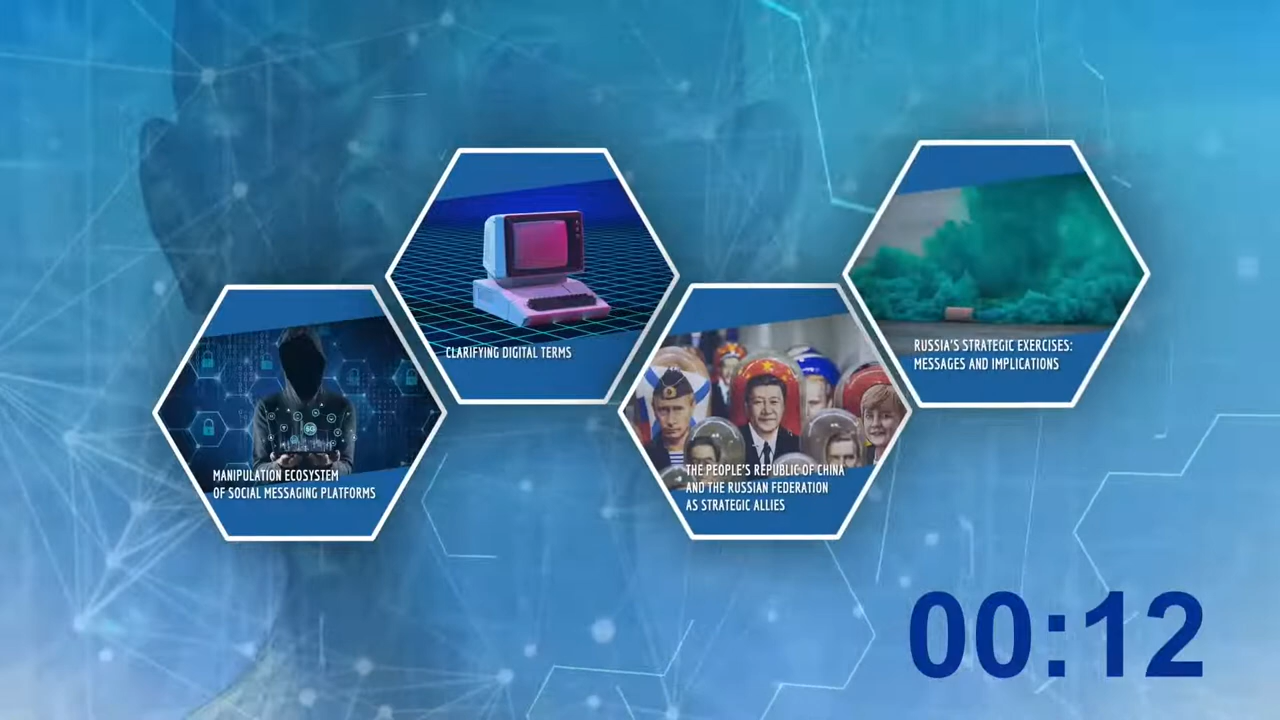 CLARIFYING DIGITAL TERMS
RUSSIA'S STRATEGIC EXERCISES:
MESSAGES AND IMPLICATIONS
MANIPULATION ECOSYSTEM
OF SOCIAL MESSAGING PLATFORMS
THE PEOPLE'S REPUBLIC OF CHINA
AND THE RUSSIAN FEDERATION
AS STRATEGIC ALLIES
00:12